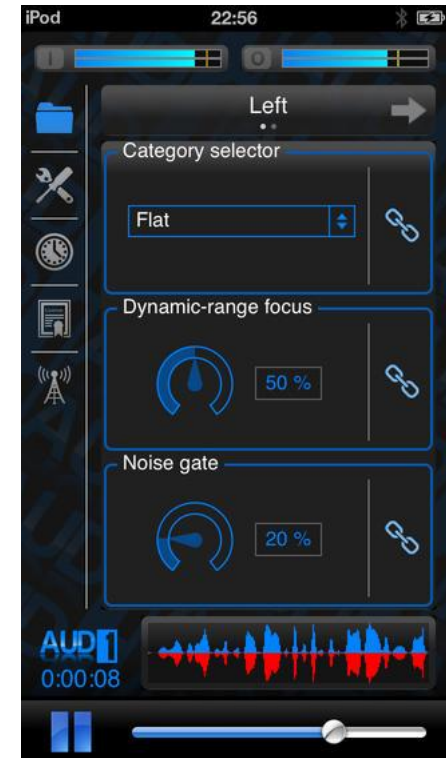 iPod 22:56
I O
Left
Category selector
Flat
Dynamic-range focus
50 %
Noise gate
20 %
AUD1
0:00:08